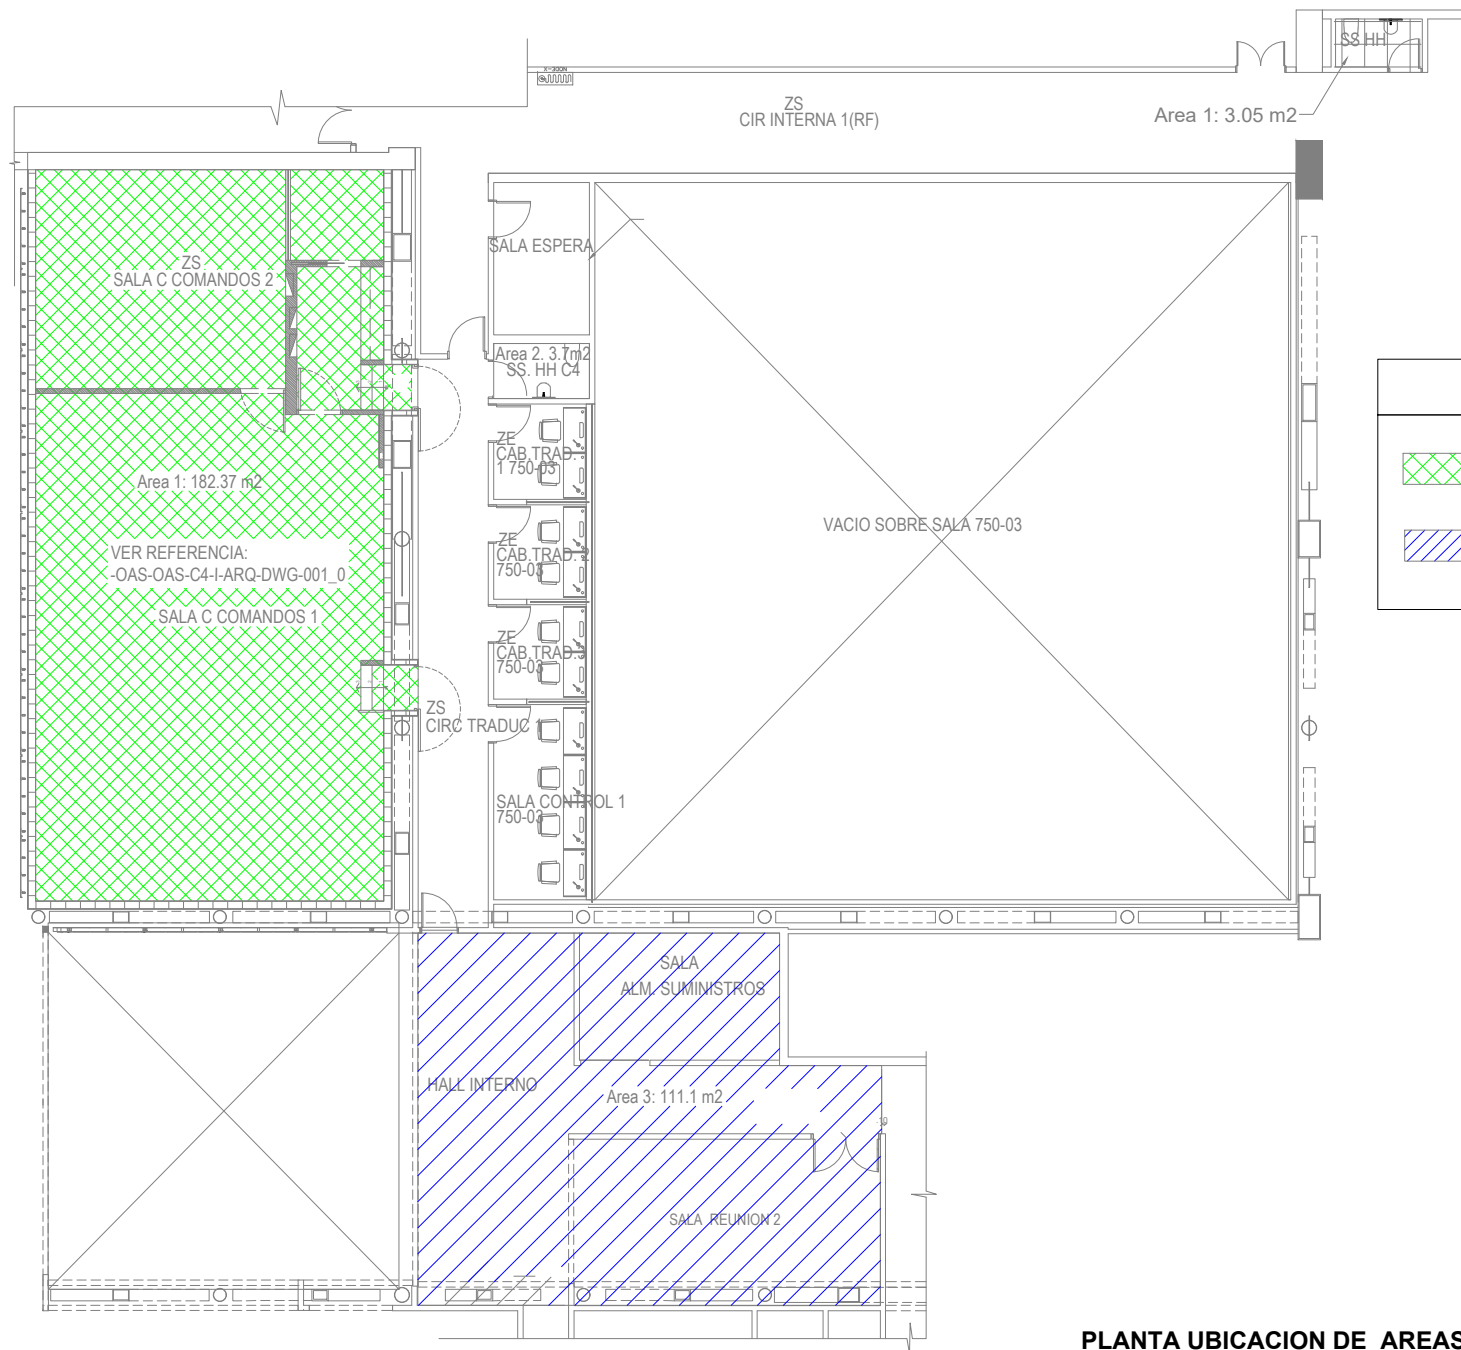 SS HH
X-300N
ZS
CIR INTERNA 1(RF)
Area 1: 3.05 m2
SALA ESPERA
ZS
SALA C COMANDOS 2
Area 2. 3.7m2
SS. HH C4
ZE
CAB.TRAD.
1 750-03
Area 1: 182.37 m2
VACIO SOBRE SALA 750-03
ZE
CAB.TRAD. 2
750-03
VER REFERENCIA:
-OAS-OAS-C4-I-ARQ-DWG-001_0
SALA C COMANDOS 1
ZE
CAB.TRAD.3
750-03
ZS
CIRC TRADUC 1
SALA CONTROL 1
750-03
SALA
ALM. SUMINISTROS
HALL INTERNO
Area 3: 111.1 m2
SALA REUNION 2
PLANTA UBICACION DE AREAS